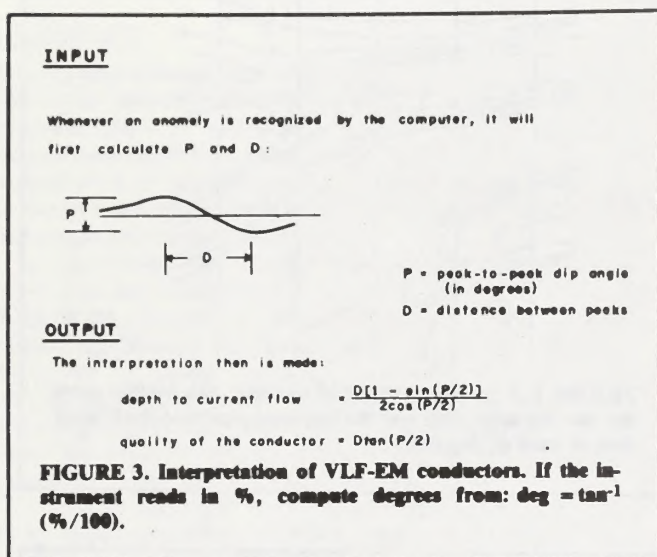 INPUT
Whenever an anomaly is recognized by the computer, it will
first calculate P and D:
P
D
P = peak-to-peak dip angle
(in degrees)
D = distance between peaks
OUTPUT
The interpretation then is made:
depth to current flow = D[1 - sin(P/2)]
2cos(P/2)
quality of the conductor = Dtan(P/2)
FIGURE 3. Interpretation of VLF-EM conductors. If the in-
strument reads in %, compute degrees from: deg = tan⁻¹
(%/100).